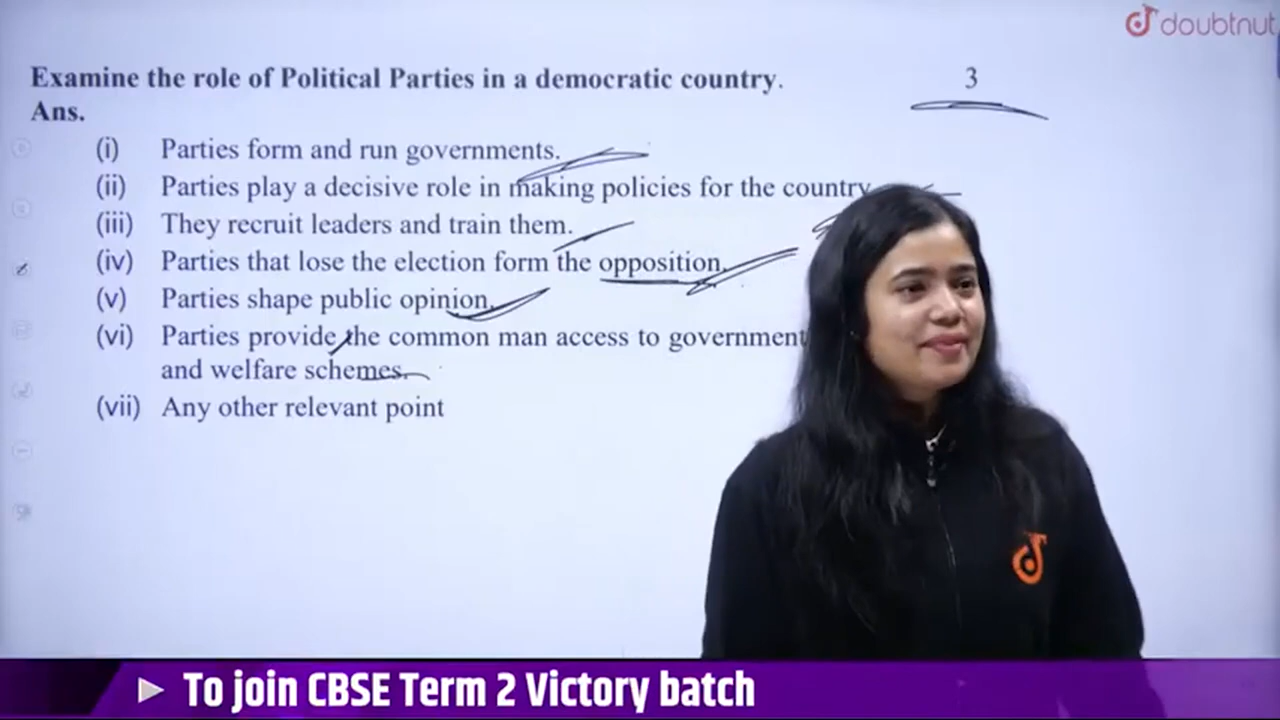 doubtnut
Examine the role of Political Parties in a democratic country. 3
Ans.
(i) Parties form and run governments.
(ii) Parties play a decisive role in making policies for the country
(iii) They recruit leaders and train them.
(iv) Parties that lose the election form the opposition.
(v) Parties shape public opinion.
(vi) Parties provide the common man access to government
and welfare schemes.
(vii) Any other relevant point
To join CBSE Term 2 Victory batch